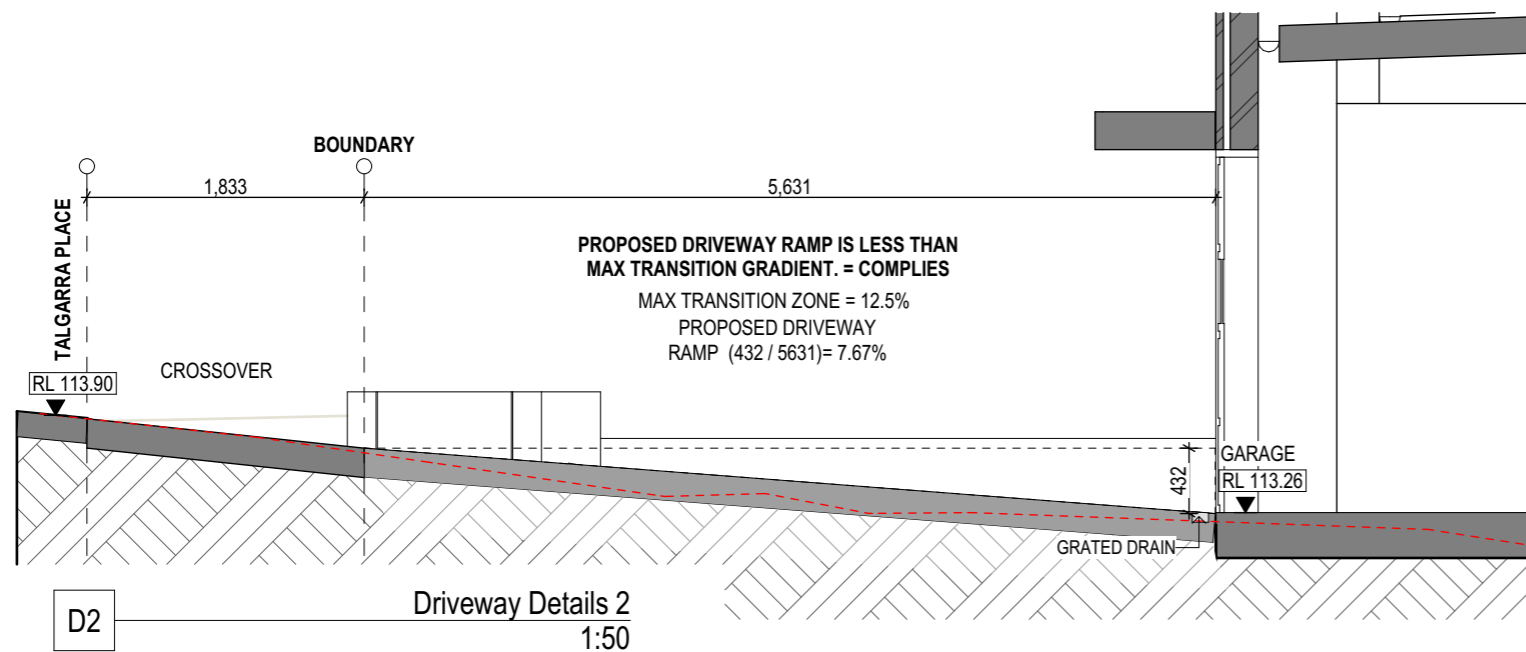 BOUNDARY
1,833
5,631
TALGARRA PLACE
PROPOSED DRIVEWAY RAMP IS LESS THAN
MAX TRANSITION GRADIENT. = COMPLIES
MAX TRANSITION ZONE = 12.5%
PROPOSED DRIVEWAY
RAMP (432 / 5631)= 7.67%
CROSSOVER
RL 113.90
432
GARAGE
RL 113.26
GRATED DRAIN
D2
Driveway Details 2
1:50